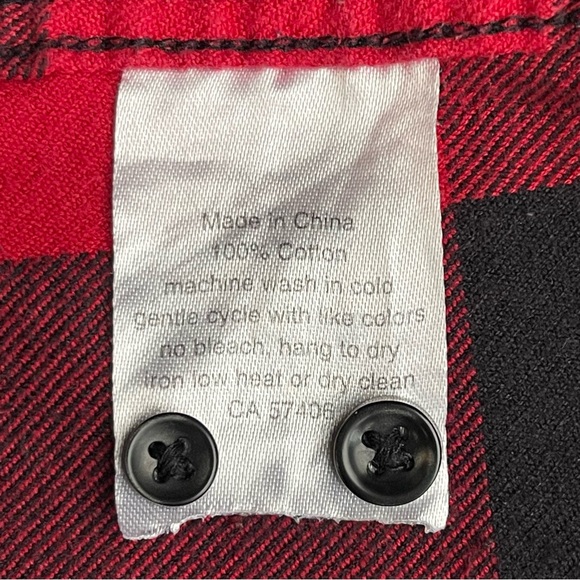 Made in China
100% Cotton
machine wash in cold
gentle cycle with like colors
no bleach, hang to dry
iron low heat or dry clean
CA 57406